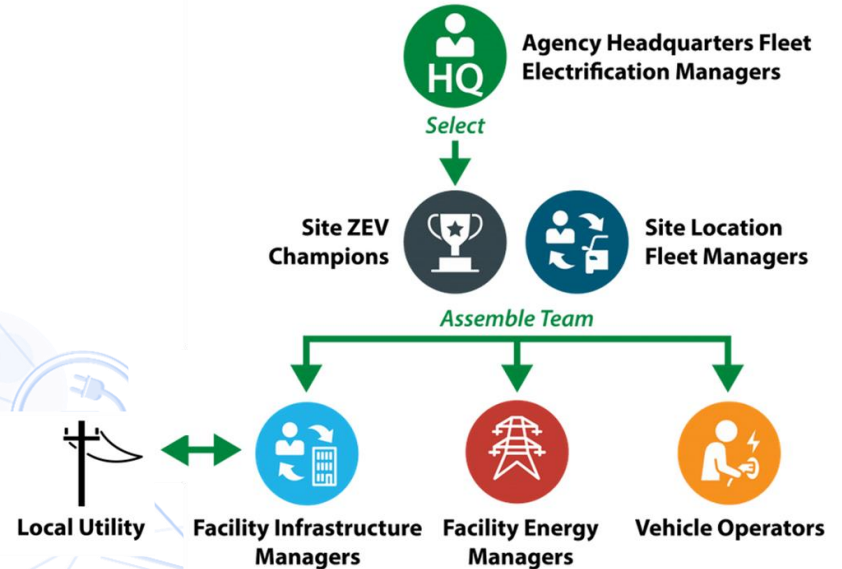 HQ
Agency Headquarters Fleet
Electrification Managers
Select
Site ZEV
Champions
Site Location
Fleet Managers
Assemble Team
Local Utility
Facility Infrastructure
Managers
Facility Energy
Managers
Vehicle Operators